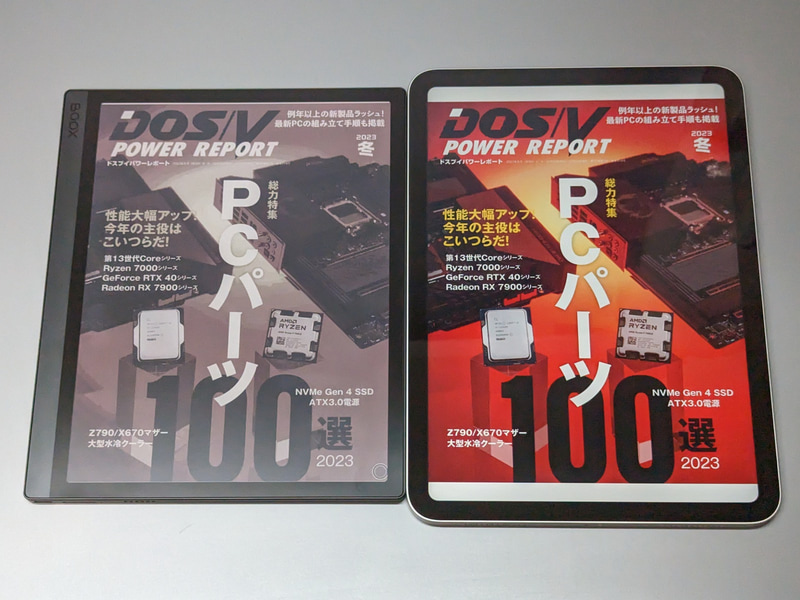 BOOX
例年以上の新製品ラッシュ!
最新PCの組み立て手順も掲載
DOS/V
POWER REPORT
2023
冬
ドスブイパワーレポート
総力特集
PCパーツ
100選
2023
性能大幅アップ!
今年の主役は
こいつらだ!
第13世代Coreシリーズ
Ryzen 7000シリーズ
GeForce RTX 40シリーズ
Radeon RX 7900シリーズ
AMD
RYZEN
NVMe Gen 4 SSD
ATX3.0電源
Z790/X670マザー
大型水冷クーラー
例年以上の新製品ラッシュ!
最新PCの組み立て手順も掲載
DOS/V
POWER REPORT
2023
冬
ドスブイパワーレポート
総力特集
PCパーツ
100選
2023
性能大幅アップ!
今年の主役は
こいつらだ!
第13世代Coreシリーズ
Ryzen 7000シリーズ
GeForce RTX 40シリーズ
Radeon RX 7900シリーズ
AMD
RYZEN
NVMe Gen 4 SSD
ATX3.0電源
Z790/X670マザー
大型水冷クーラー